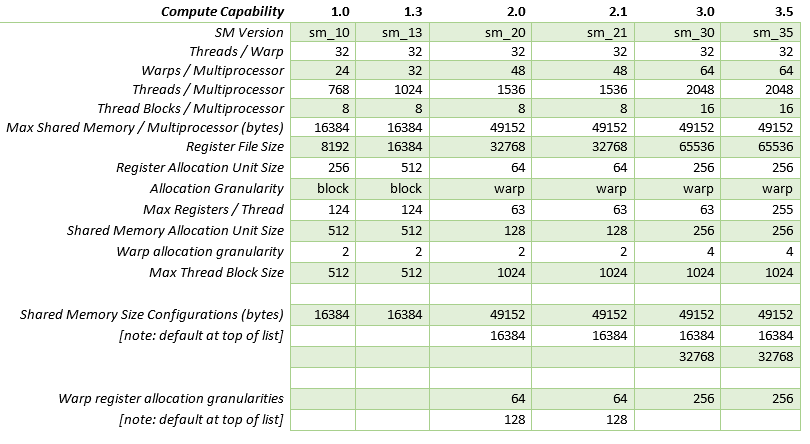 Compute Capability 1.0 1.3 2.0 2.1 3.0 3.5
SM Version sm_10 sm_13 sm_20 sm_21 sm_30 sm_35
Threads / Warp 32 32 32 32 32 32
Warps / Multiprocessor 24 32 48 48 64 64
Threads / Multiprocessor 768 1024 1536 1536 2048 2048
Thread Blocks / Multiprocessor 8 8 8 8 16 16
Max Shared Memory / Multiprocessor (bytes) 16384 16384 49152 49152 49152 49152
Register File Size 8192 16384 32768 32768 65536 65536
Register Allocation Unit Size 256 512 64 64 256 256
Allocation Granularity block block warp warp warp warp
Max Registers / Thread 124 124 63 63 63 255
Shared Memory Allocation Unit Size 512 512 128 128 256 256
Warp allocation granularity 2 2 2 2 4 4
Max Thread Block Size 512 512 1024 1024 1024 1024
Shared Memory Size Configurations (bytes) 16384 16384 49152 49152 49152 49152
[note: default at top of list] 16384 16384 16384 16384
32768 32768
Warp register allocation granularities 64 64 256 256
[note: default at top of list] 128 128